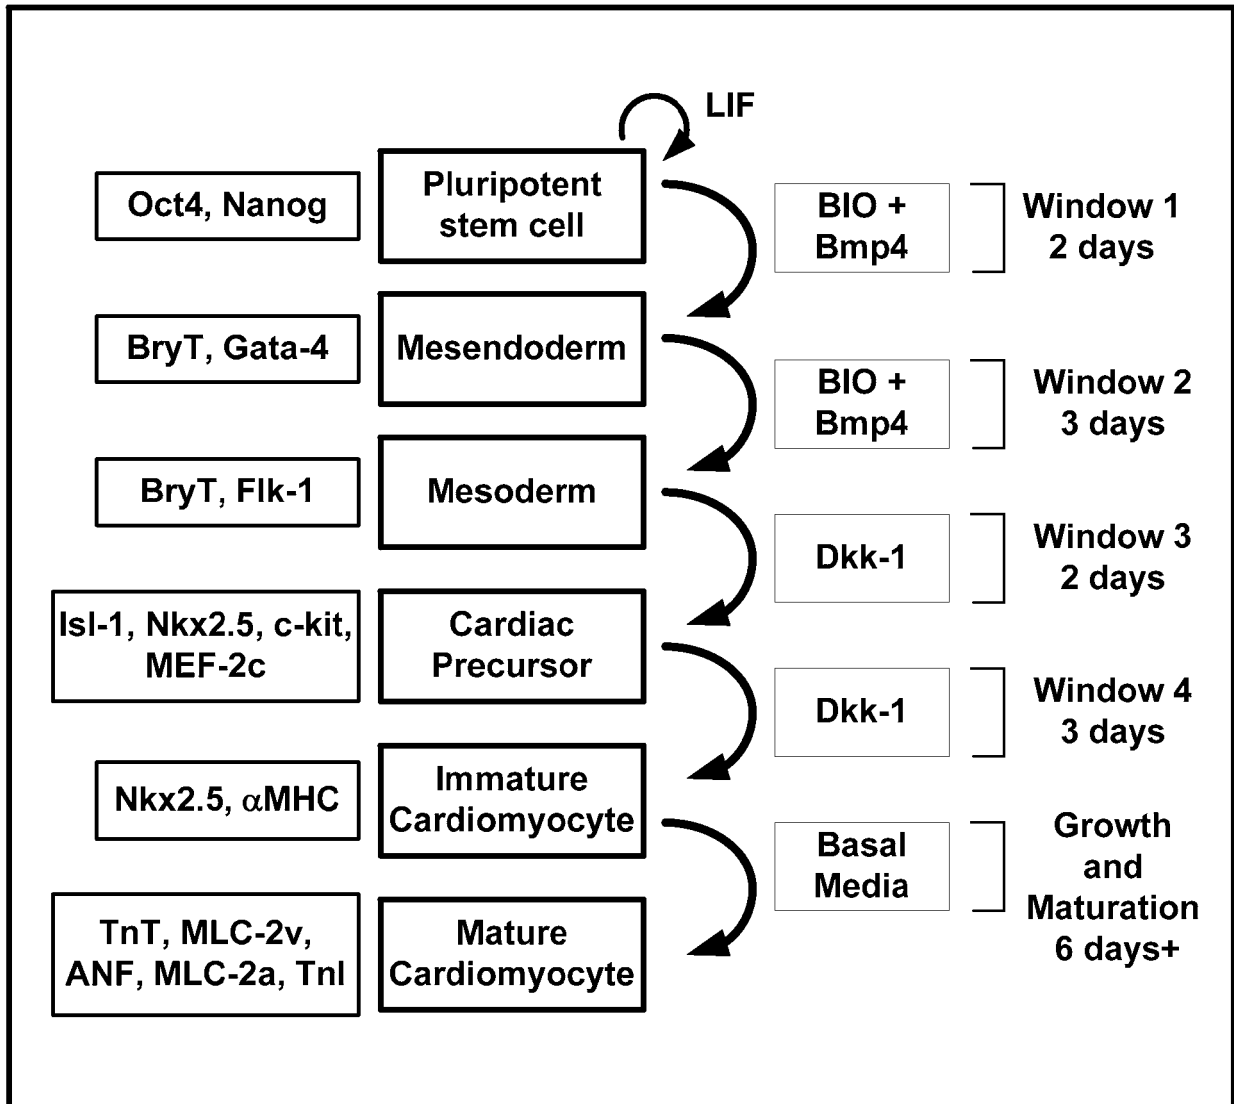 LIF
Oct4, Nanog
Pluripotent
stem cell
BIO +
Bmp4
Window 1
2 days
BryT, Gata-4
Mesendoderm
BIO +
Bmp4
Window 2
3 days
BryT, Flk-1
Mesoderm
Dkk-1
Window 3
2 days
Isl-1, Nkx2.5, c-kit,
MEF-2c
Cardiac
Precursor
Dkk-1
Window 4
3 days
Nkx2.5, αMHC
Immature
Cardiomyocyte
Basal
Media
Growth
and
Maturation
6 days+
TnT, MLC-2v,
ANF, MLC-2a, TnI
Mature
Cardiomyocyte